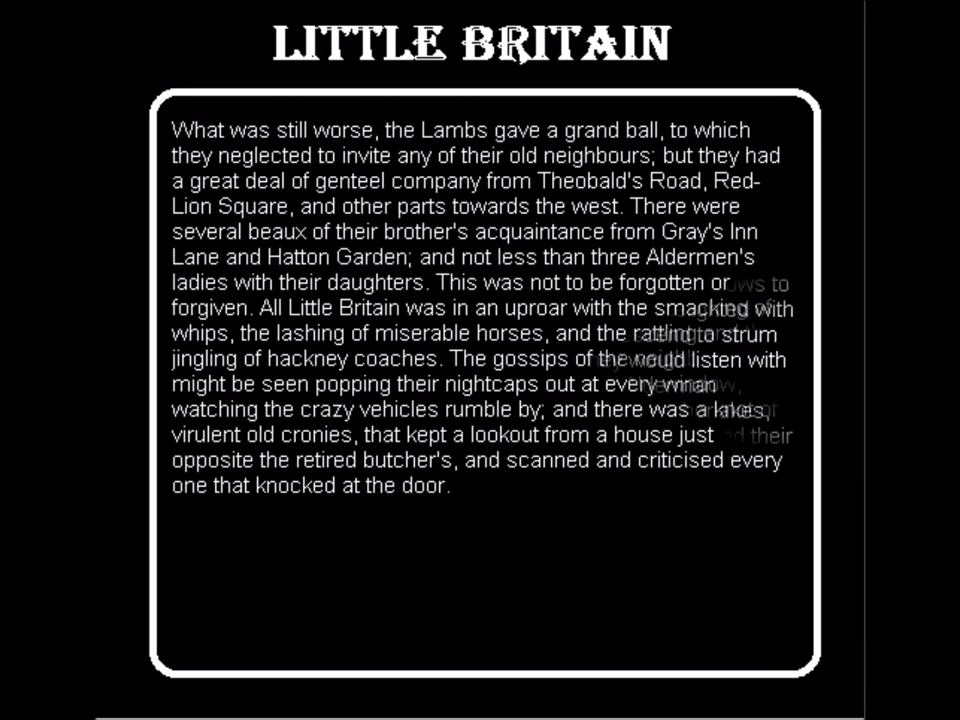 LITTLE BRITAIN
What was still worse, the Lambs gave a grand ball, to which
they neglected to invite any of their old neighbours; but they had
a great deal of genteel company from Theobald's Road, Red-
Lion Square, and other parts towards the west. There were
several beaux of their brother's acquaintance from Gray's Inn
Lane and Hatton Garden; and not less than three Aldermen's
ladies with their daughters. This was not to be forgotten or
forgiven. All Little Britain was in an uproar with the smacking with
whips, the lashing of miserable horses, and the rattling to strum
jingling of hackney coaches. The gossips of the listen with
might be seen popping their nightcaps out at every
watching the crazy vehicles rumble by; and there was a
virulent old cronies, that kept a lookout from a house just their
opposite the retired butcher's, and scanned and criticised every
one that knocked at the door.